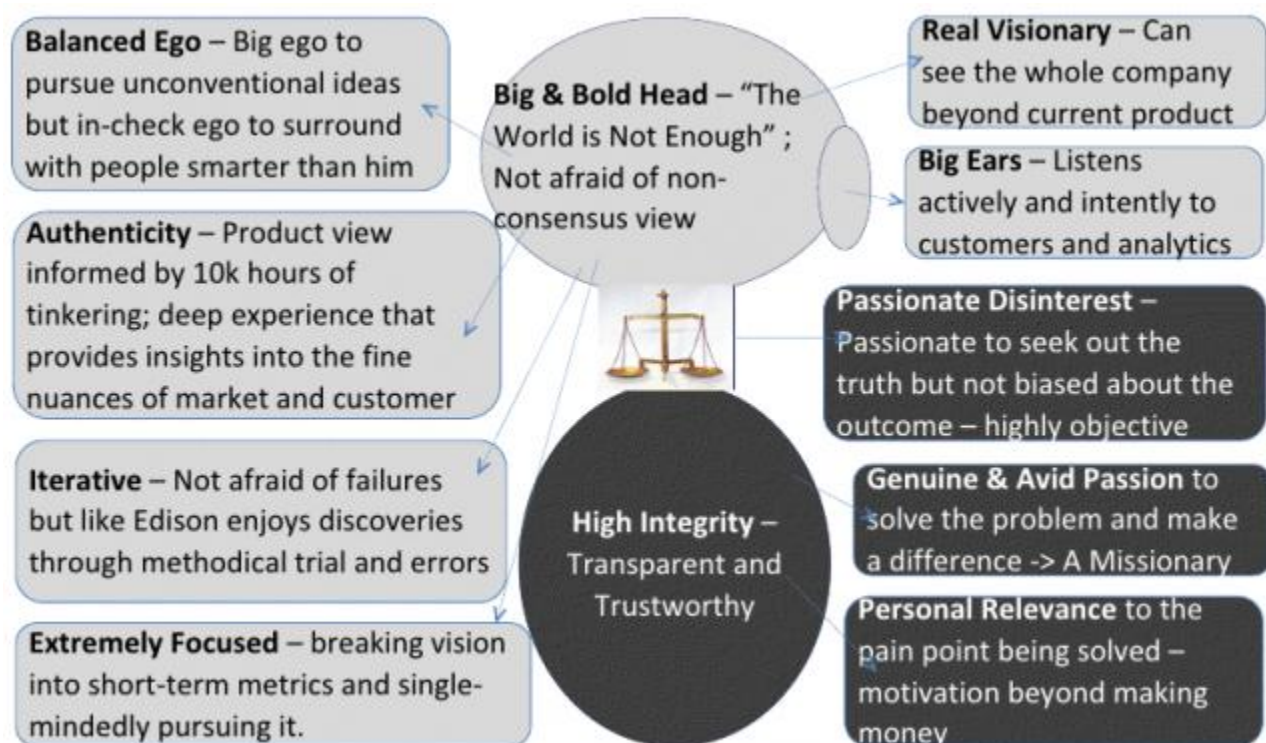 Balanced Ego – Big ego to
pursue unconventional ideas
but in-check ego to surround
with people smarter than him
Authenticity – Product view
informed by 10k hours of
tinkering; deep experience that
provides insights into the fine
nuances of market and customer
Iterative – Not afraid of failures
but like Edison enjoys discoveries
through methodical trial and errors
Extremely Focused – breaking vision
into short-term metrics and single-
mindedly pursuing it.
Big & Bold Head – “The
World is Not Enough” ;
Not afraid of non-
consensus view
High Integrity –
Transparent and
Trustworthy
Real Visionary – Can
see the whole company
beyond current product
Big Ears – Listens
actively and intently to
customers and analytics
Passionate Disinterest –
Passionate to seek out the
truth but not biased about the
outcome – highly objective
Genuine & Avid Passion to
solve the problem and make
a difference -> A Missionary
Personal Relevance to the
pain point being solved –
motivation beyond making
money